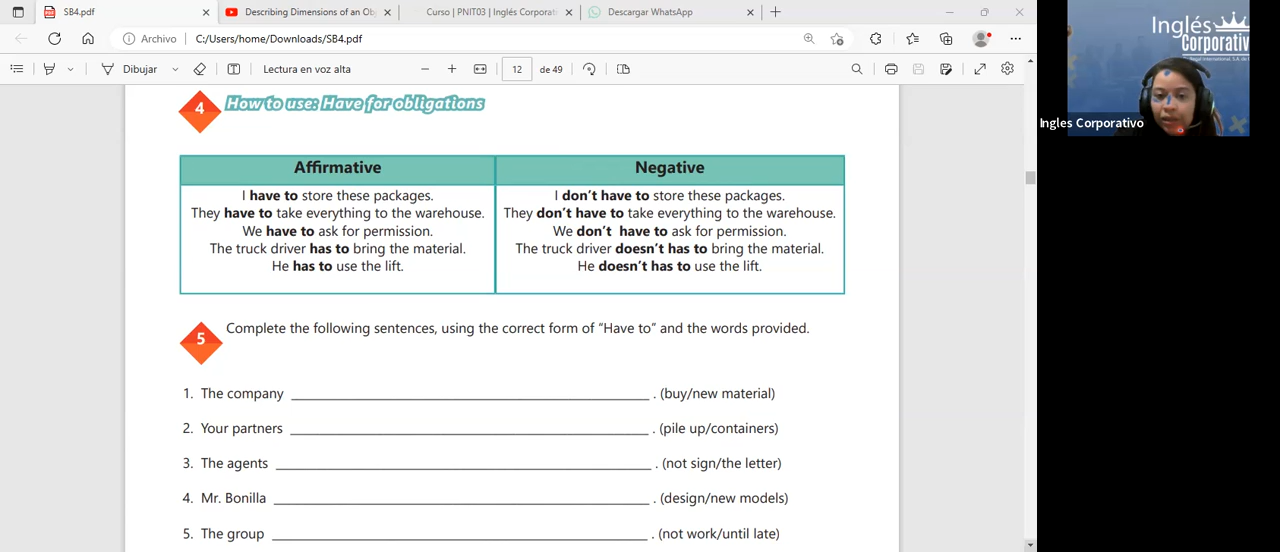 SB4.pdf
Describing Dimensions of an Ob
Curso | PNIT03 | Inglés Corporati
Descargar WhatsApp
Archivo
C:/Users/home/Downloads/SB4.pdf
Dibujar
Lectura en voz alta
12
de 49
Inglés
Corporativ
Ingles Corporativo
4
How to use: Have for obligations
Affirmative
I have to store these packages.
They have to take everything to the warehouse.
We have to ask for permission.
The truck driver has to bring the material.
He has to use the lift.
Negative
I don't have to store these packages.
They don't have to take everything to the warehouse.
We don't have to ask for permission.
The truck driver doesn't has to bring the material.
He doesn't has to use the lift.
5
Complete the following sentences, using the correct form of “Have to” and the words provided.
1. The company ________ . (buy/new material)
2. Your partners ________ . (pile up/containers)
3. The agents ________ . (not sign/the letter)
4. Mr. Bonilla ________ . (design/new models)
5. The group ________ . (not work/until late)